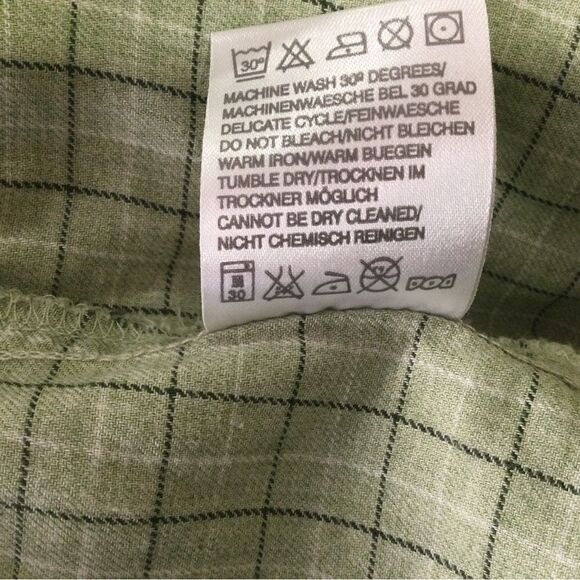 30º
MACHINE WASH 30º DEGREES/
MACHINENWAESCHE BEL 30 GRAD
DELICATE CYCLE/FEINWAESCHE
DO NOT BLEACH/NICHT BLEICHEN
WARM IRON/WARM BUEGEIN
TUMBLE DRY/TROCKNEN IM
TROCKNER MÖGLICH
CANNOT BE DRY CLEANED/
NICHT CHEMISCH REINIGEN
30